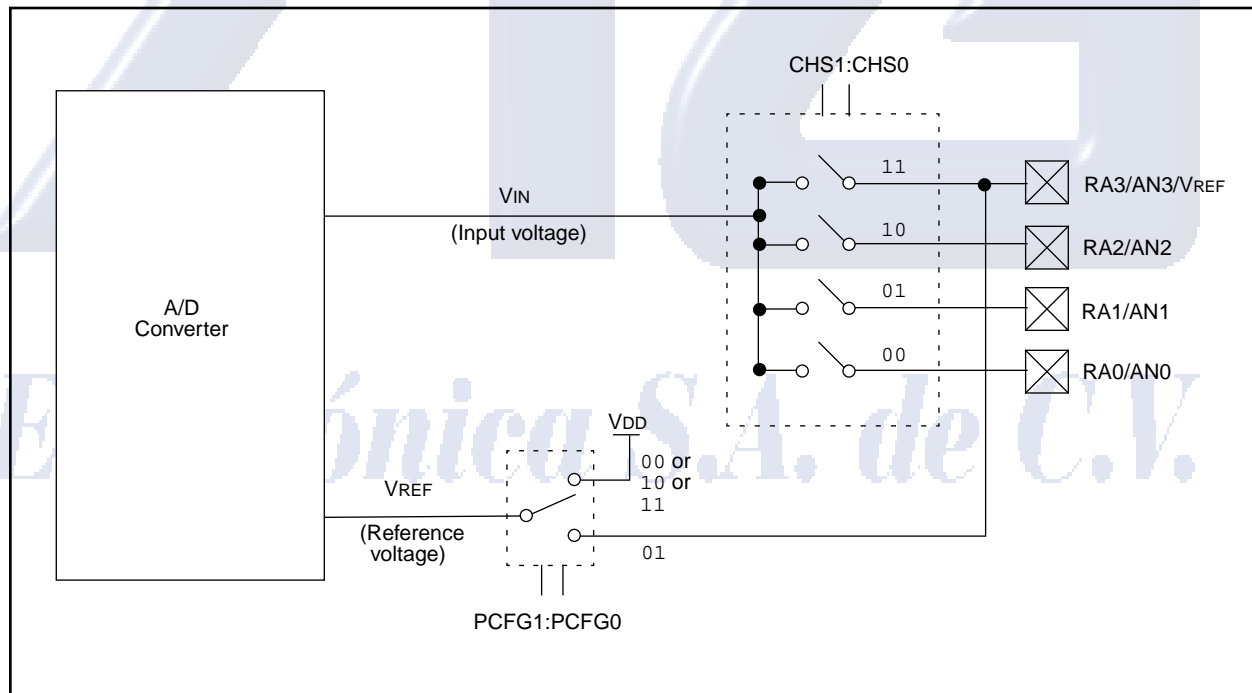 CHS1:CHS0
11
RA3/AN3/VREF
VIN
(Input voltage)
10
RA2/AN2
A/D
Converter
01
RA1/AN1
00
RA0/AN0
S.A. de C.V.
VDD
00 or
10 or
11
VREF
(Reference
voltage)
01
PCFG1:PCFG0